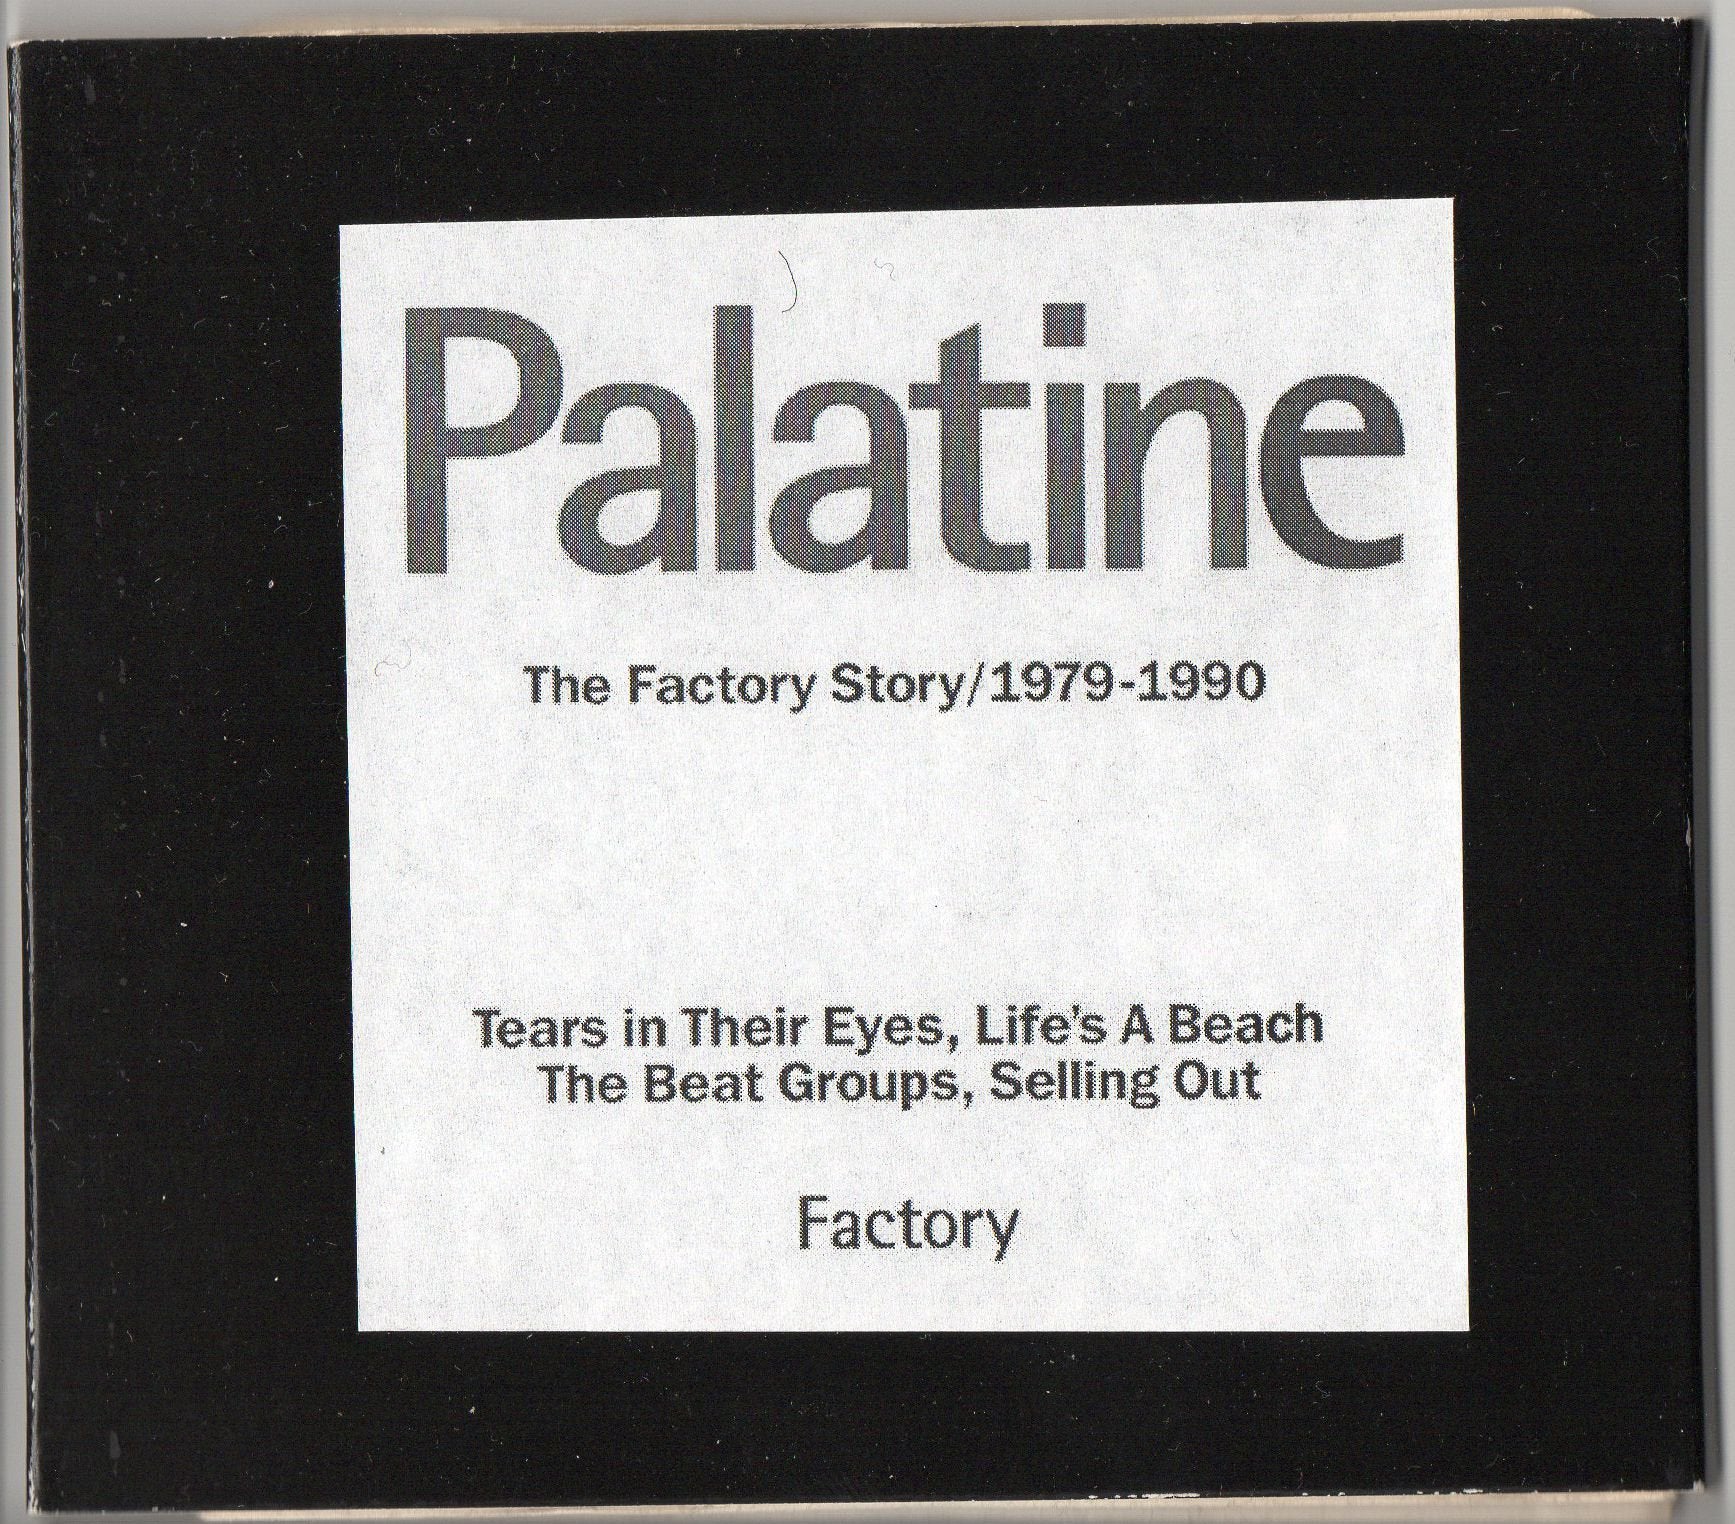 Palatine
The Factory Story/1979-1990
Tears in Their Eyes, Life's A Beach
The Beat Groups, Selling Out
Factory